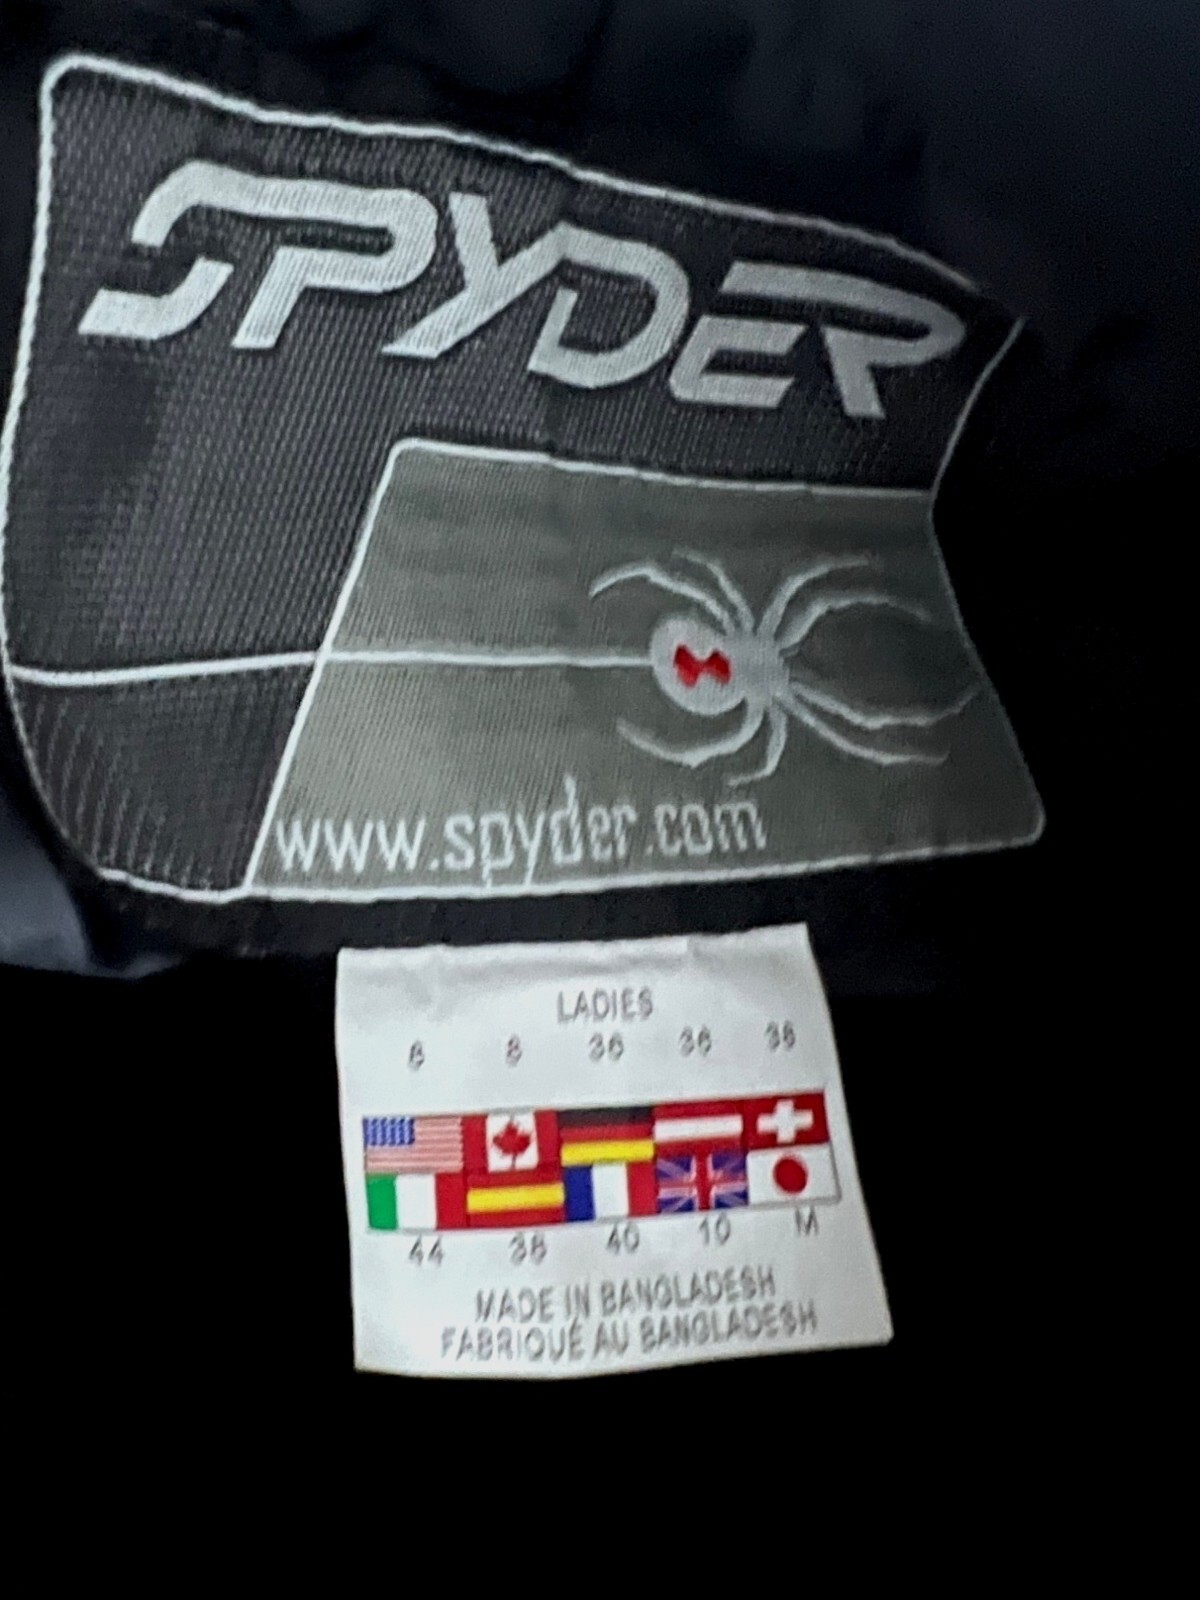 SPYDER
www.spyder.com
LADIES
8 8 36 36 36
44 38 40 10 M
MADE IN BANGLADESH
FABRIQUÉ AU BANGLADESH